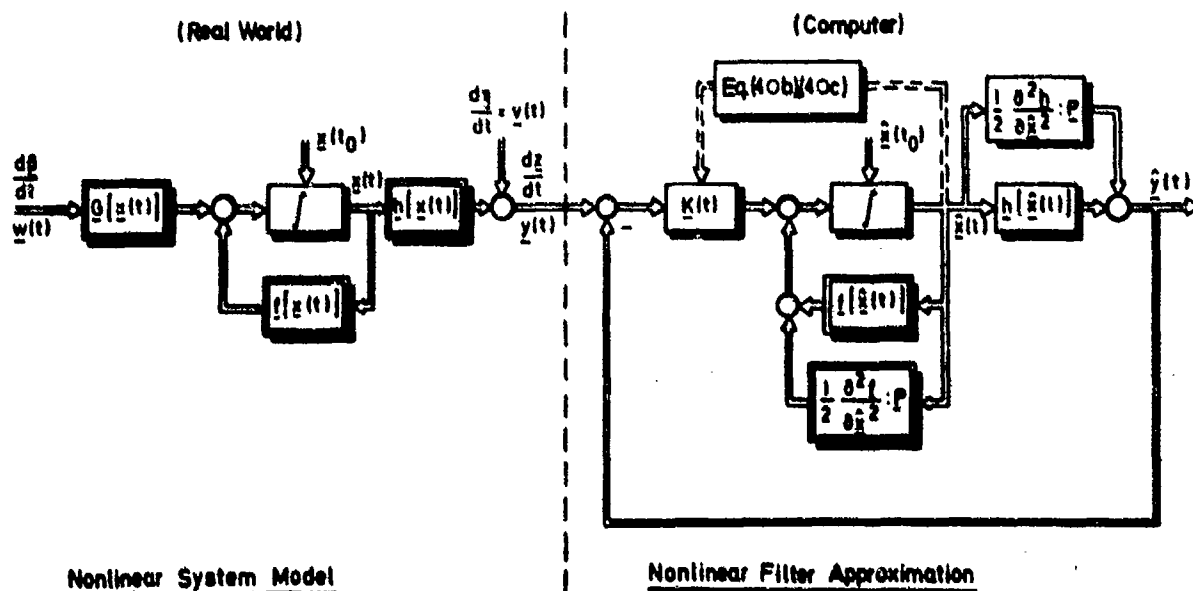 (Real World)
(Computer)
Eq.(40b)(40c)
1/2 ∂²h/∂x̂² : P
dη/dt = v(t)
x(t₀)
x̂(t₀)
dβ/dt
w(t)
G[x(t)]
∫
x(t)
h[x(t)]
dz/dt
y(t)
-
K(t)
∫
x̂(t)
h[x̂(t)]
ŷ(t)
f[x(t)]
f[x̂(t)]
1/2 ∂²f/∂x̂² : P
Nonlinear System Model
Nonlinear Filter Approximation